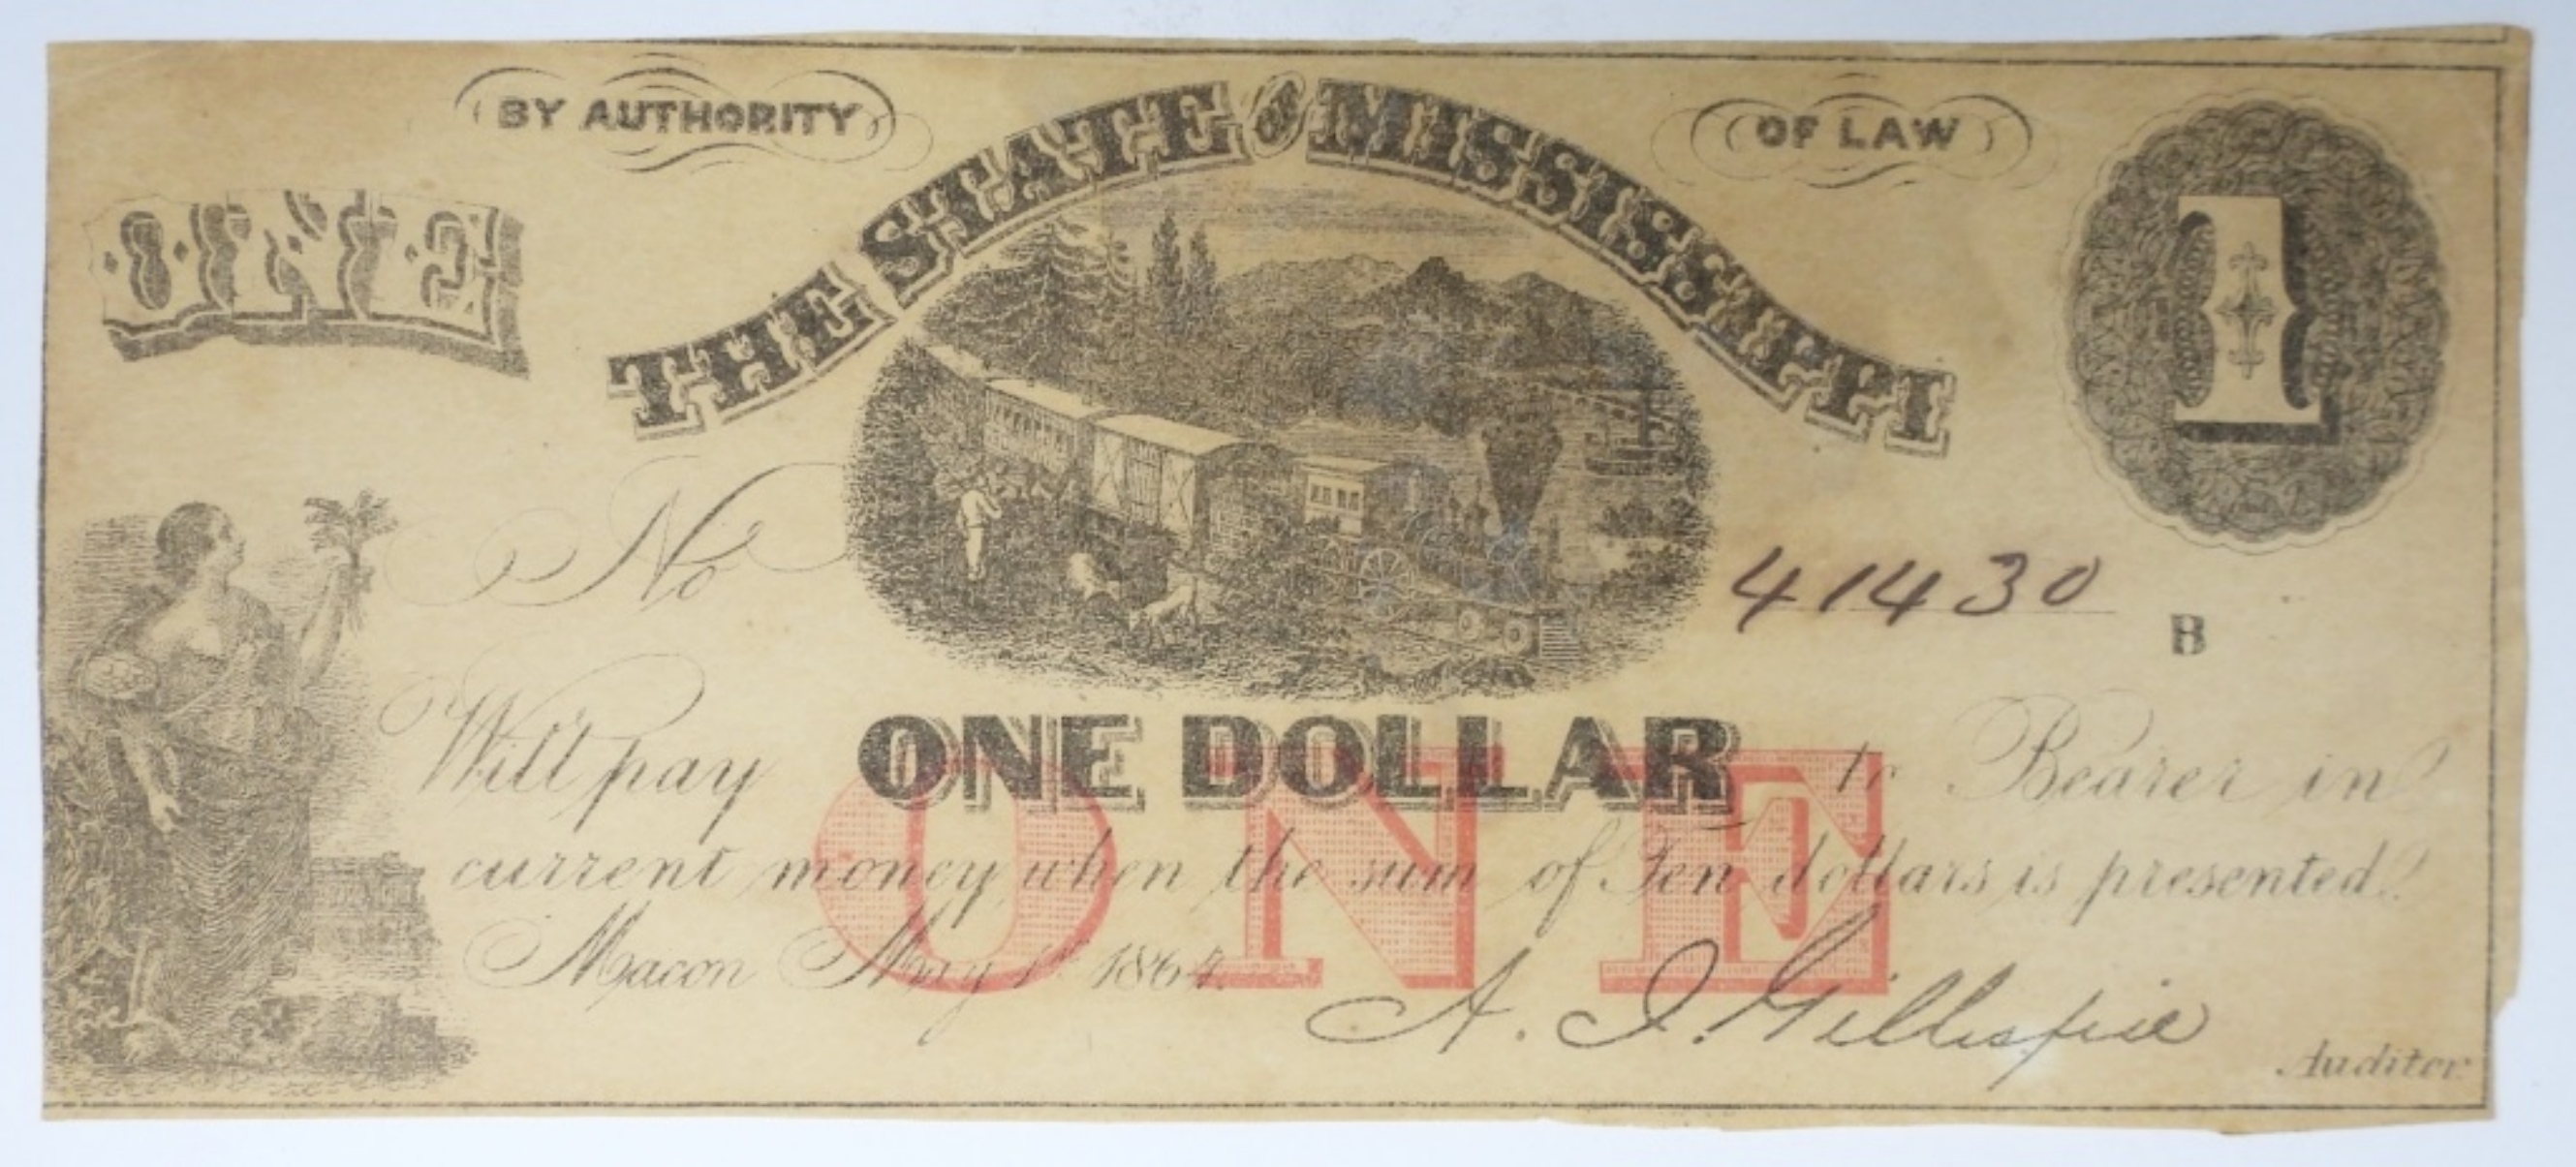 BY AUTHORITY
OF LAW
THE STATE OF MISSISSIPPI
ONE
1
No
41430
B
Will pay ONE DOLLAR to Bearer in
current money, when the sum of Ten dollars is presented.
ONE
Macon May 1st 1864.
A. J. Gillespie
Auditor